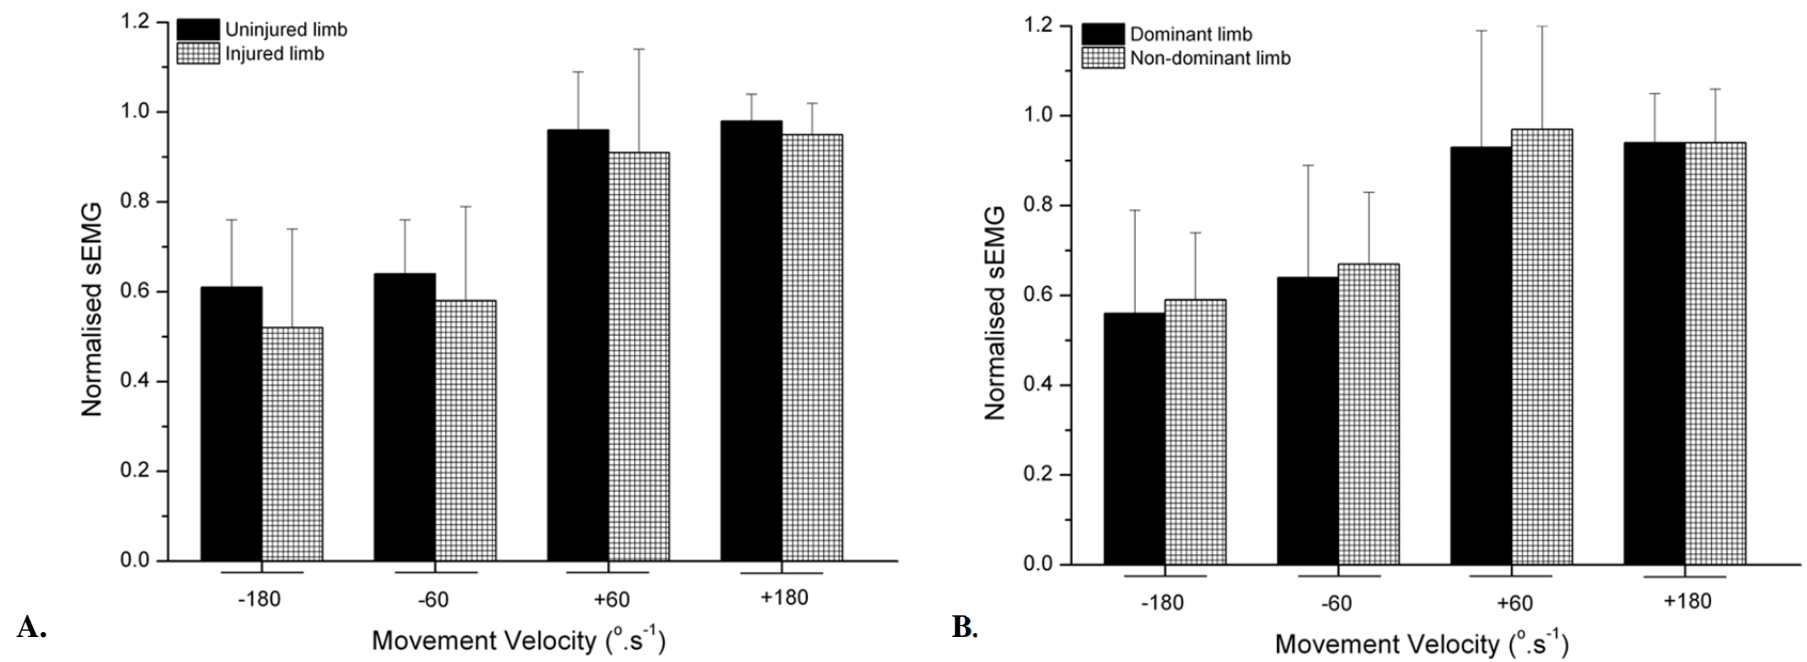 1.2
1.0
0.8
0.6
0.4
0.2
0.0
Normalised sEMG
Uninjured limb
Injured limb
-180 -60 +60 +180
Movement Velocity (°.s⁻¹)
A.
1.2
1.0
0.8
0.6
0.4
0.2
0.0
Normalised sEMG
Dominant limb
Non-dominant limb
-180 -60 +60 +180
Movement Velocity (°.s⁻¹)
B.